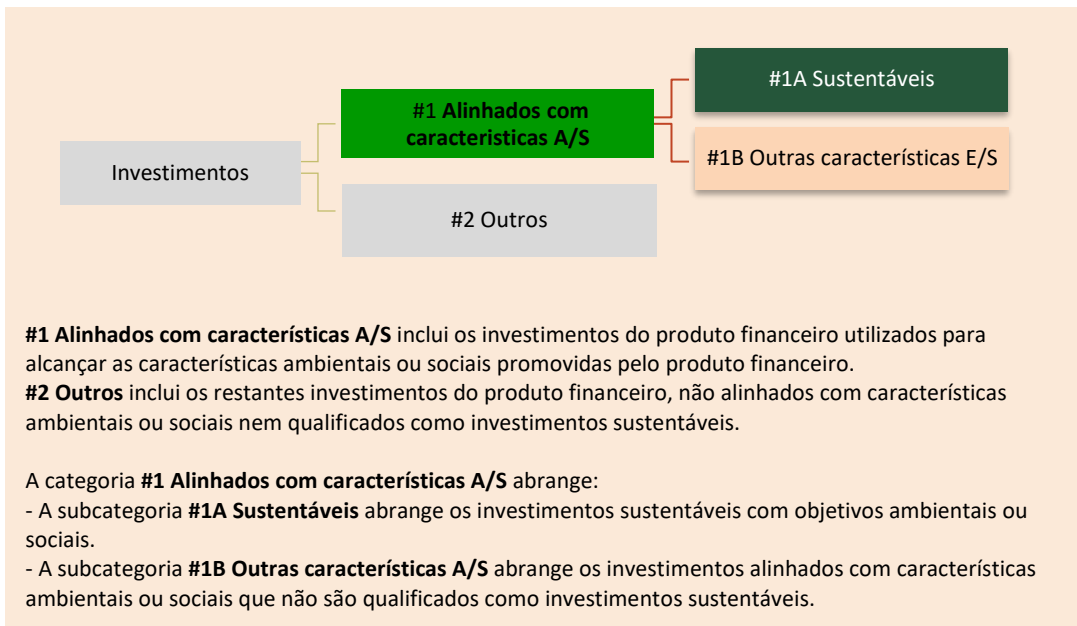 #1A Sustentáveis
#1 Alinhados com
caracteristicas A/S
#1B Outras características E/S
Investimentos
#2 Outros
#1 Alinhados com características A/S inclui os investimentos do produto financeiro utilizados para
alcançar as características ambientais ou sociais promovidas pelo produto financeiro.
#2 Outros inclui os restantes investimentos do produto financeiro, não alinhados com características
ambientais ou sociais nem qualificados como investimentos sustentáveis.
A categoria #1 Alinhados com características A/S abrange:
- A subcategoria #1A Sustentáveis abrange os investimentos sustentáveis com objetivos ambientais ou
sociais.
- A subcategoria #1B Outras características A/S abrange os investimentos alinhados com características
ambientais ou sociais que não são qualificados como investimentos sustentáveis.